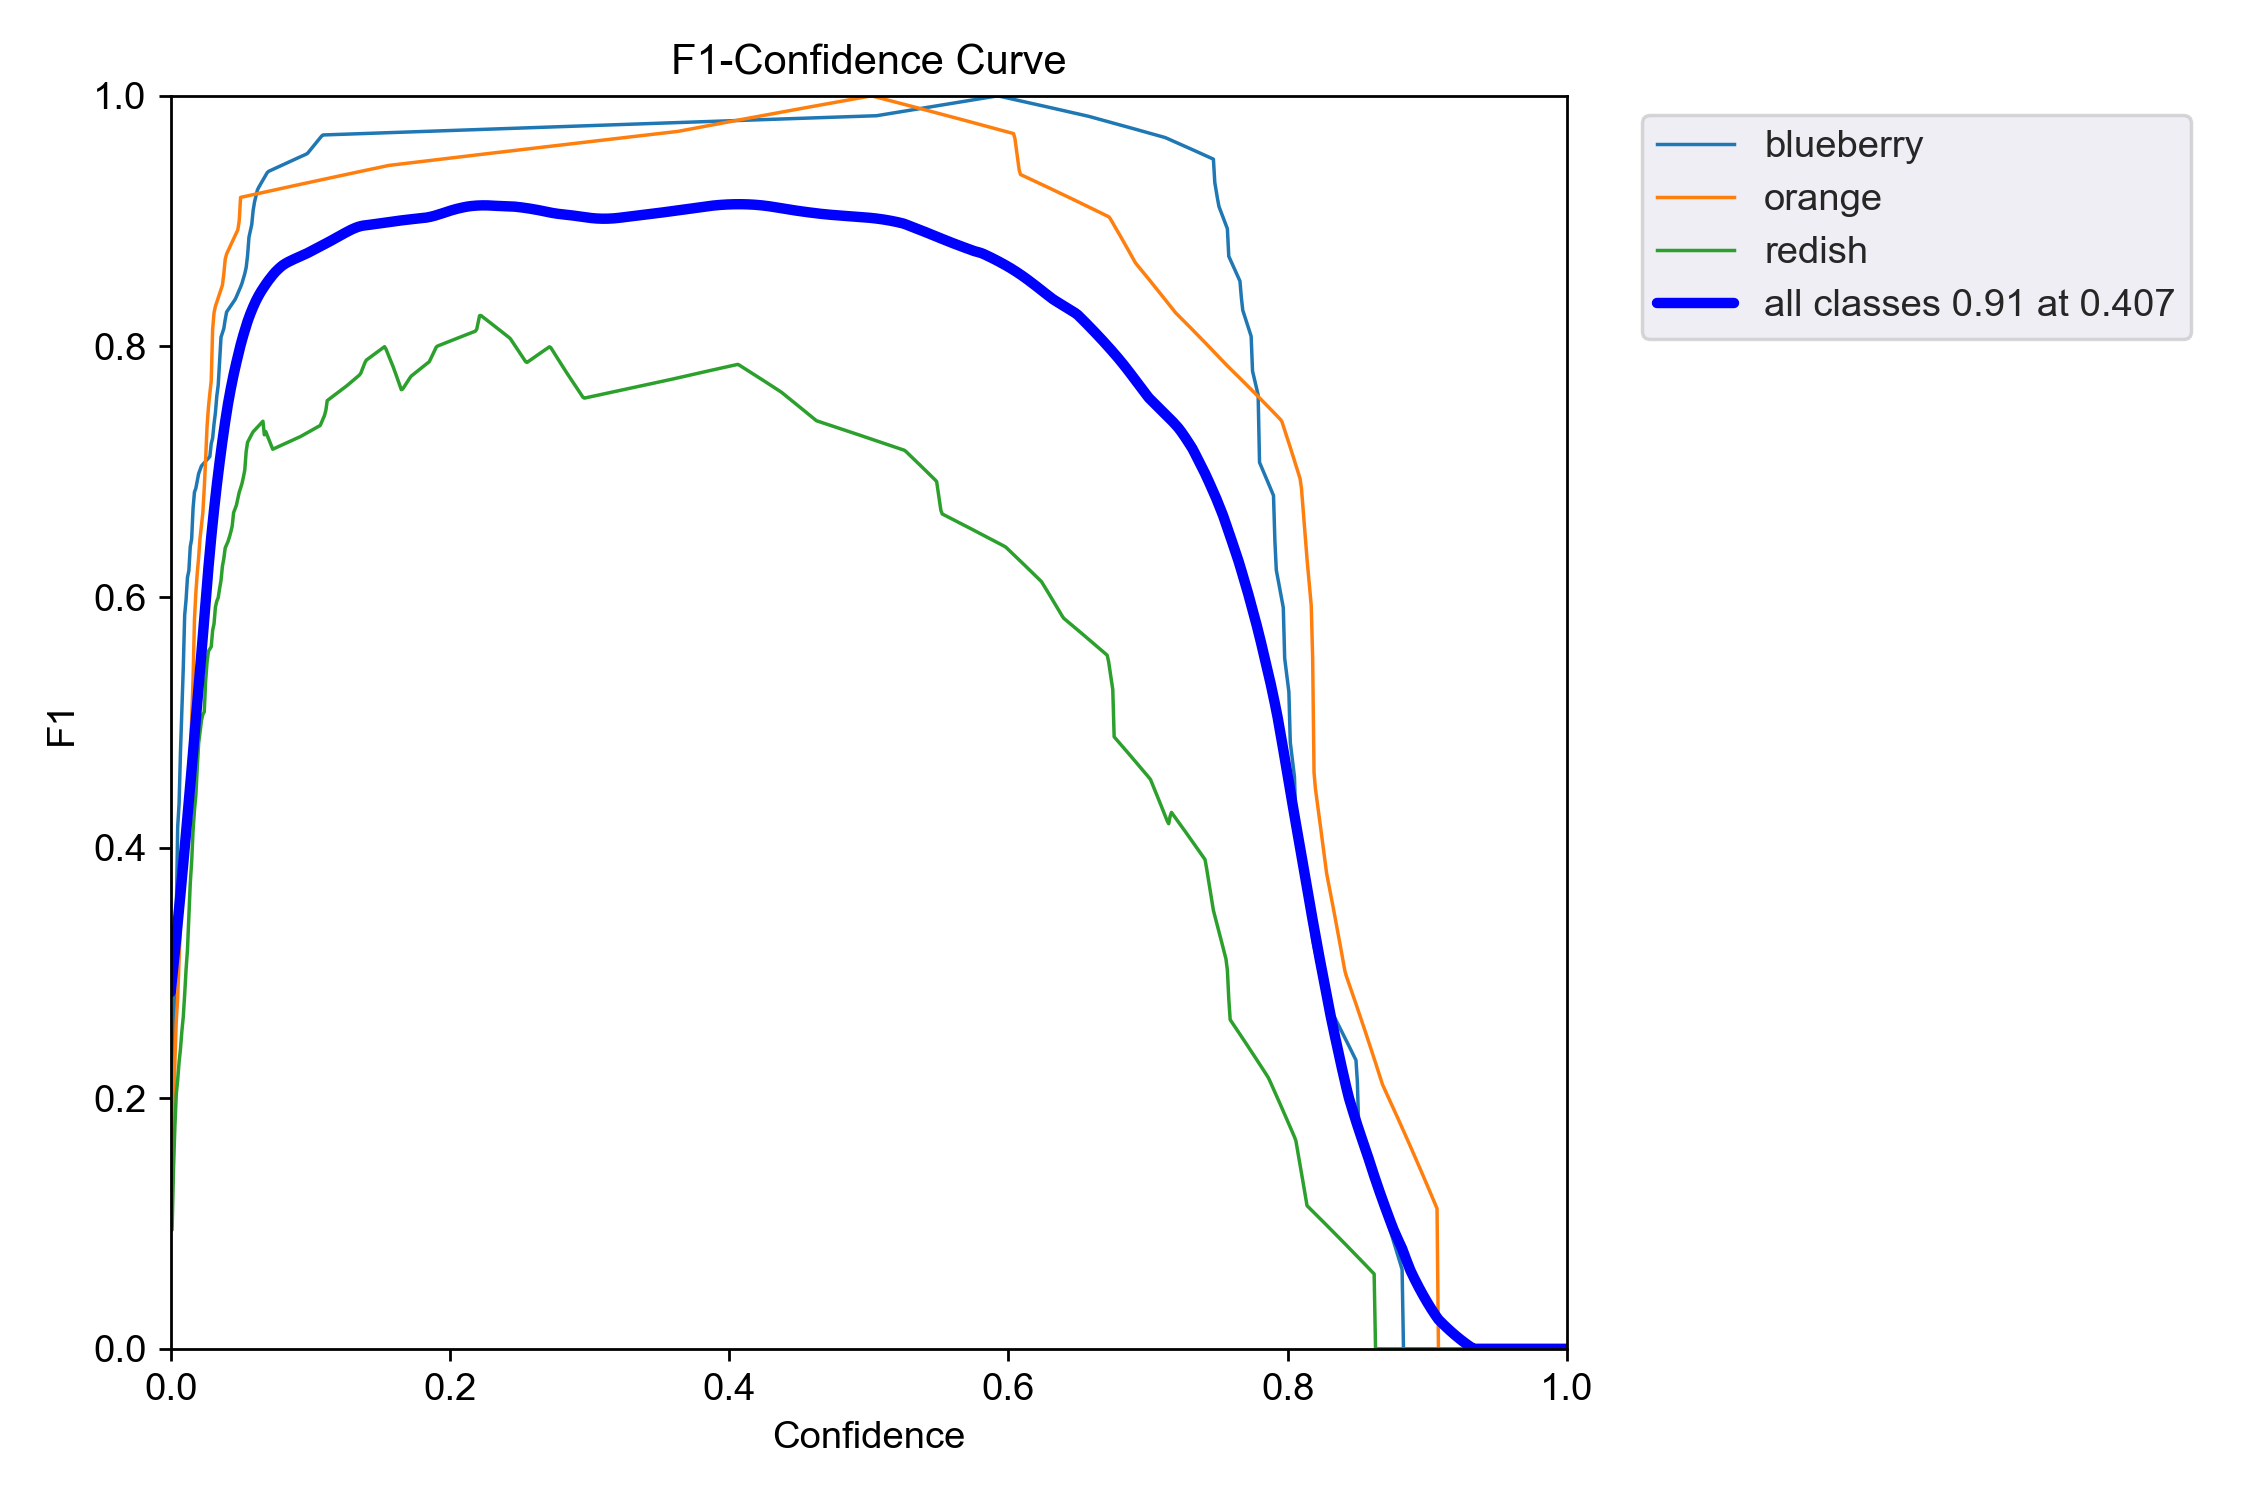 F1-Confidence Curve
1.0
0.8
0.6
0.4
0.2
0.0
F1
0.0 0.2 0.4 0.6 0.8 1.0
Confidence
blueberry
orange
redish
all classes 0.91 at 0.407